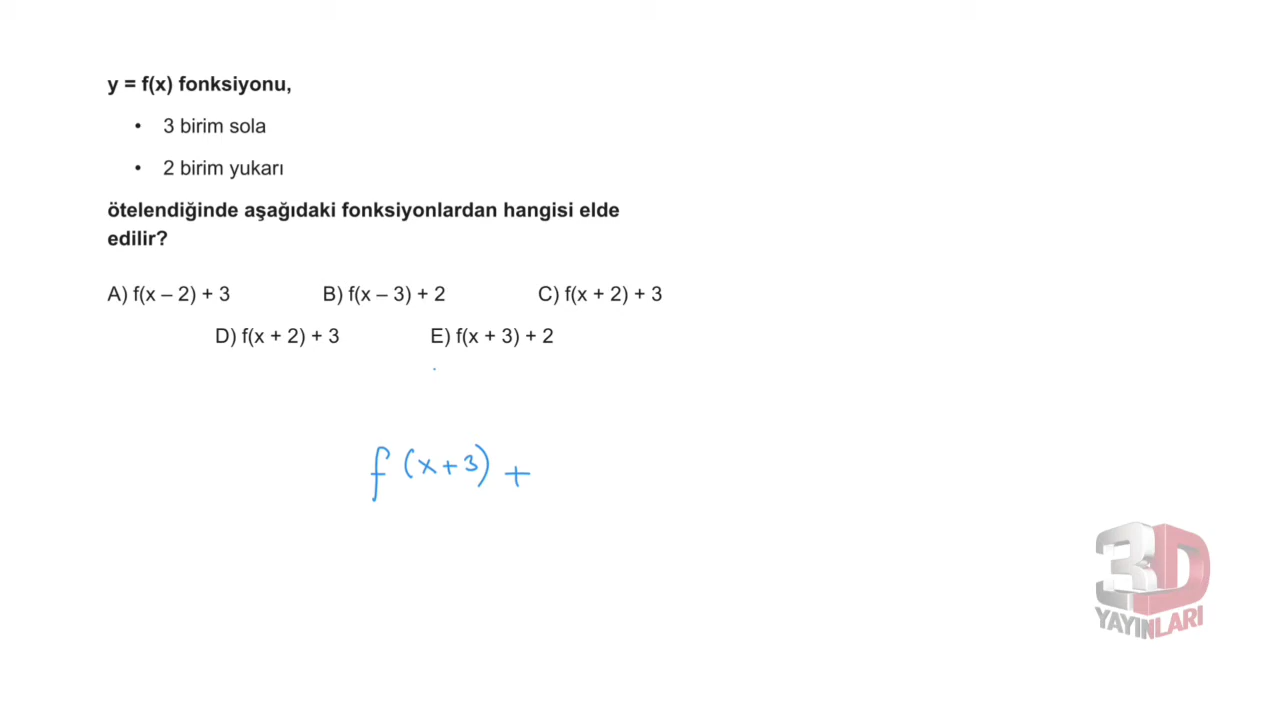 y = f(x) fonksiyonu,
• 3 birim sola
• 2 birim yukarı
ötelendiğinde aşağıdaki fonksiyonlardan hangisi elde
edilir?
A) f(x – 2) + 3 B) f(x – 3) + 2 C) f(x + 2) + 3
D) f(x + 2) + 3 E) f(x + 3) + 2
f(x+3) +
3D
YAYINLARI